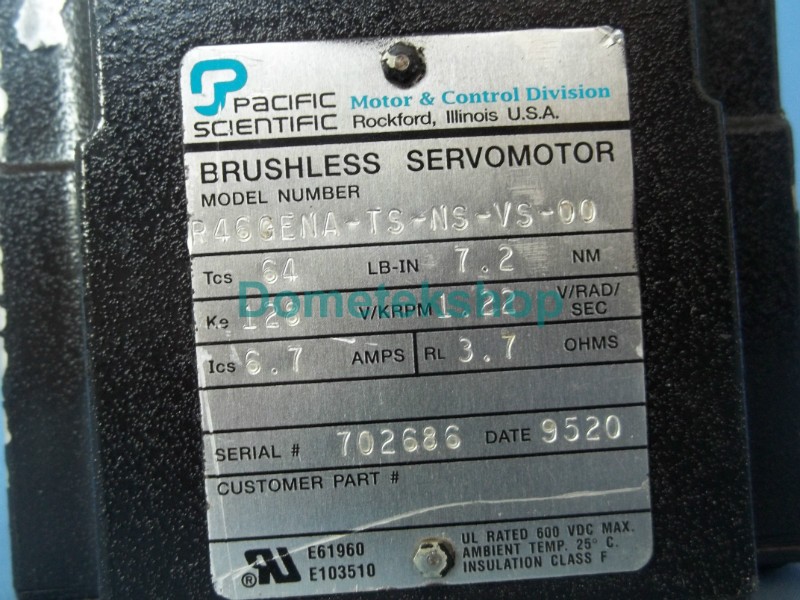 PACIFIC
SCIENTIFIC
Motor & Control Division
Rockford, Illinois U.S.A.
BRUSHLESS SERVOMOTOR
MODEL NUMBER
R46GENA-TS-NS-VS-00
Tcs 64 LB-IN 7.2 NM
Ke 128 V/KRPM 1.22 V/RAD/
SEC
Dometekshop
Ics 6.7 AMPS RL 3.7 OHMS
SERIAL # 702686 DATE 9520
CUSTOMER PART #
E61960
E103510
UL RATED 600 VDC MAX.
AMBIENT TEMP. 25° C.
INSULATION CLASS F